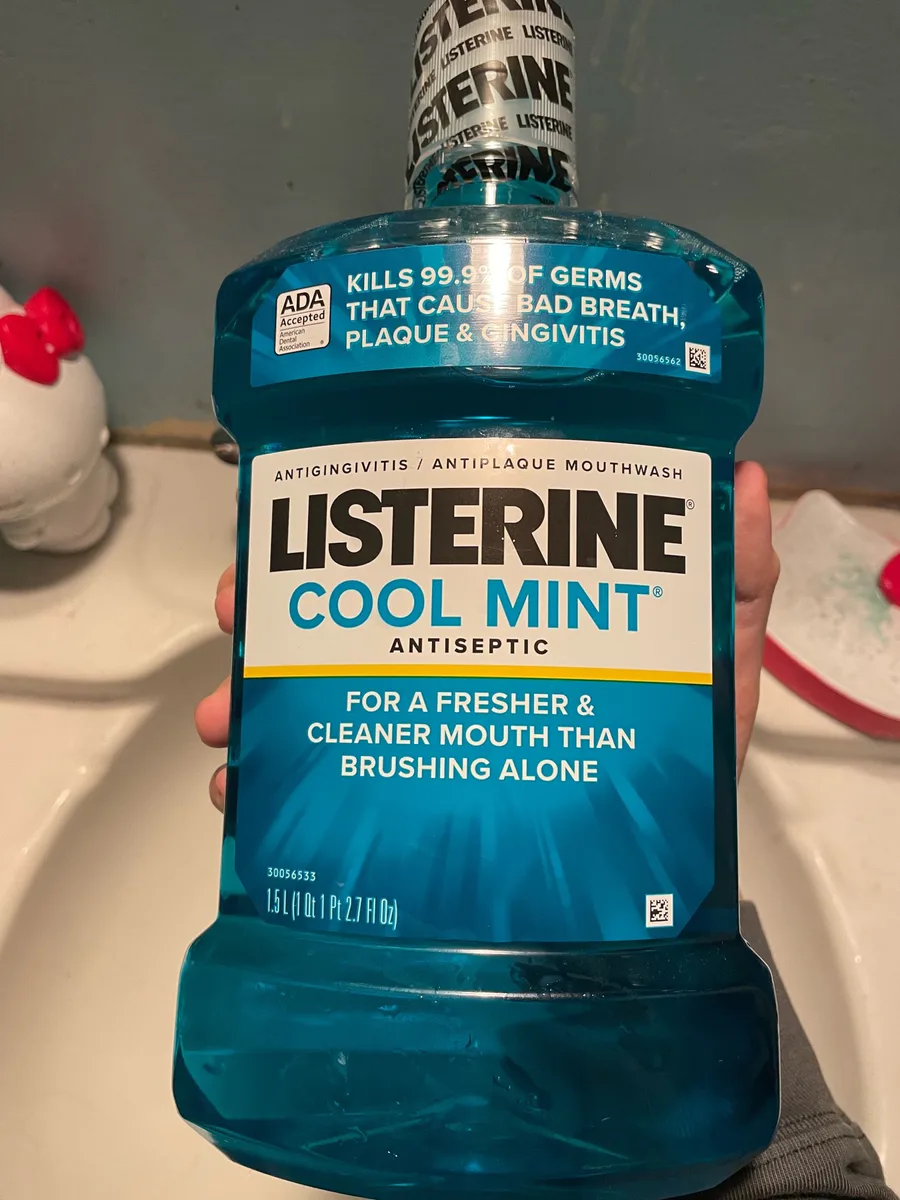 LISTERINE
LISTERINE LISTERINE
LISTERINE
LISTERINE LISTERINE
LISTERINE
KILLS 99.9% OF GERMS
THAT CAUSE BAD BREATH,
PLAQUE & GINGIVITIS
ADA
Accepted
American
Dental
Association
®
30056562
ANTIGINGIVITIS / ANTIPLAQUE MOUTHWASH
LISTERINE®
COOL MINT®
ANTISEPTIC
FOR A FRESHER &
CLEANER MOUTH THAN
BRUSHING ALONE
30056533
1.5 L (1 Qt 1 Pt 2.7 Fl Oz)